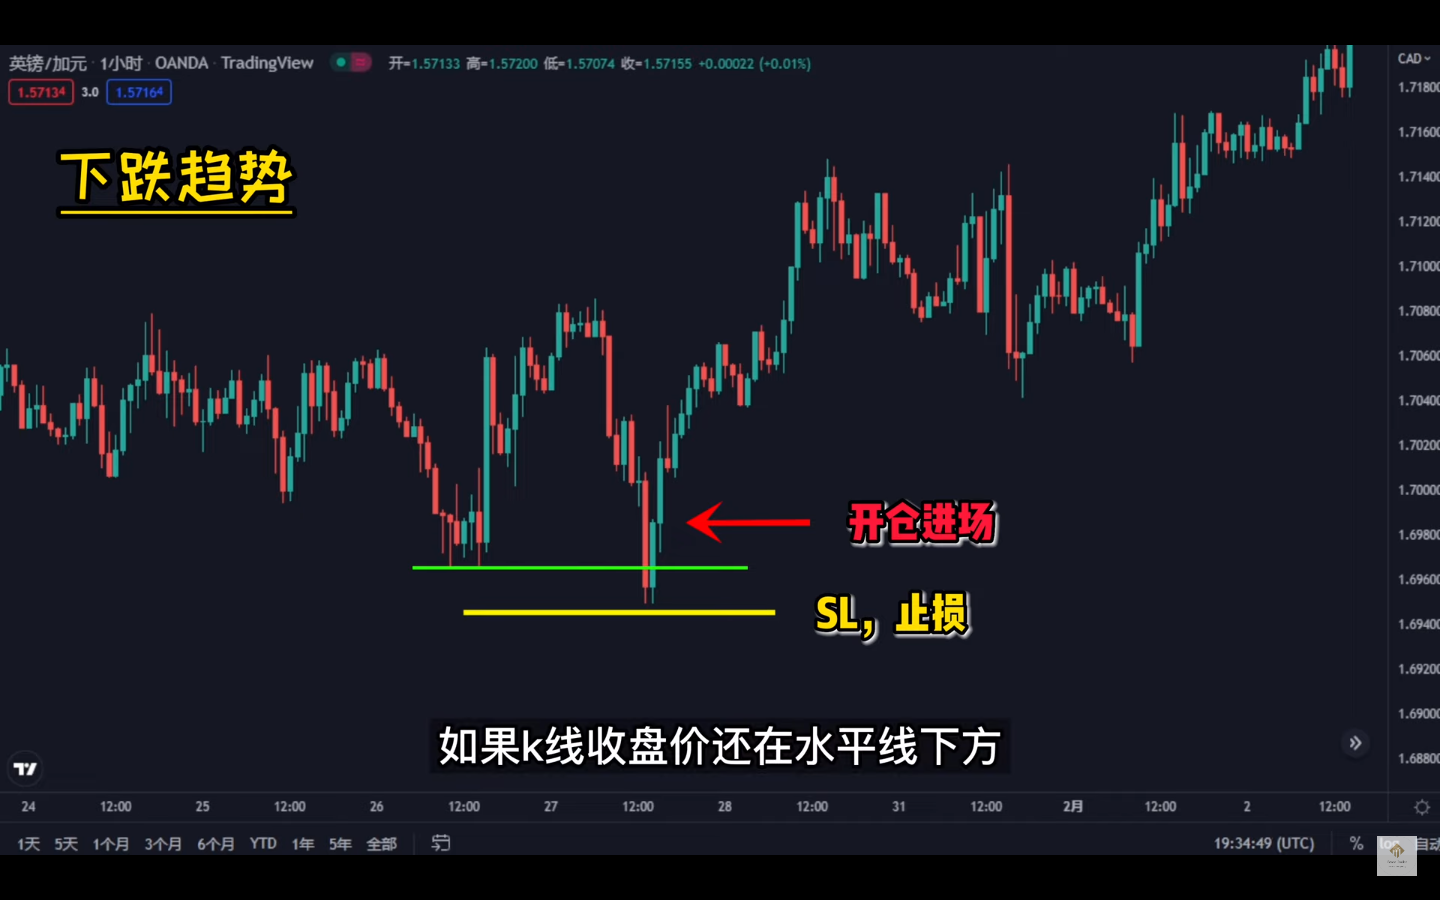 英镑/加元 · 1小时 · OANDA · TradingView 开=1.57133 高=1.57200 低=1.57074 收=1.57155 +0.00022 (+0.01%)
1.57134 3.0 1.57164
CAD
下跌趋势
1.71800
1.71600
1.71400
1.71200
1.71000
1.70800
1.70600
1.70400
1.70200
1.70000
1.69800
1.69600
1.69400
1.69200
1.69000
1.68800
开仓进场
SL，止损
如果k线收盘价还在水平线下方
24 12:00 25 12:00 26 12:00 27 12:00 28 12:00 31 12:00 2月 12:00 2 12:00
1天 5天 1个月 3个月 6个月 YTD 1年 5年 全部 19:34:49 (UTC) % log 自动